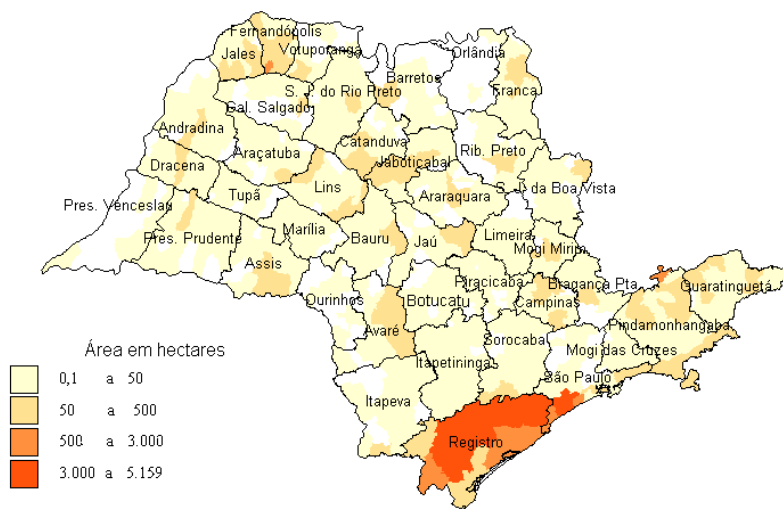 Fernandópolis
Jales
Votuporanga
Orlândia
Barretos
S. J. do Rio Preto
Franca
Gal. Salgado
Andradina
Catanduva
Araçatuba
Jaboticabal
Rib. Preto
Dracena
Lins
Tupã
Araraquara
S. J. da Boa Vista
Pres. Venceslau
Marília
Pres. Prudente
Bauru
Jaú
Limeira
Mogi Mirim
Assis
Piracicaba
Bragança Pta.
Guaratinguetá
Ourinhos
Botucatu
Campinas
Avaré
Pindamonhangaba
Sorocaba
Mogi das Cruzes
Itapetininga
São Paulo
Itapeva
Registro
Área em hectares
0,1 a 50
50 a 500
500 a 3.000
3.000 a 5.159